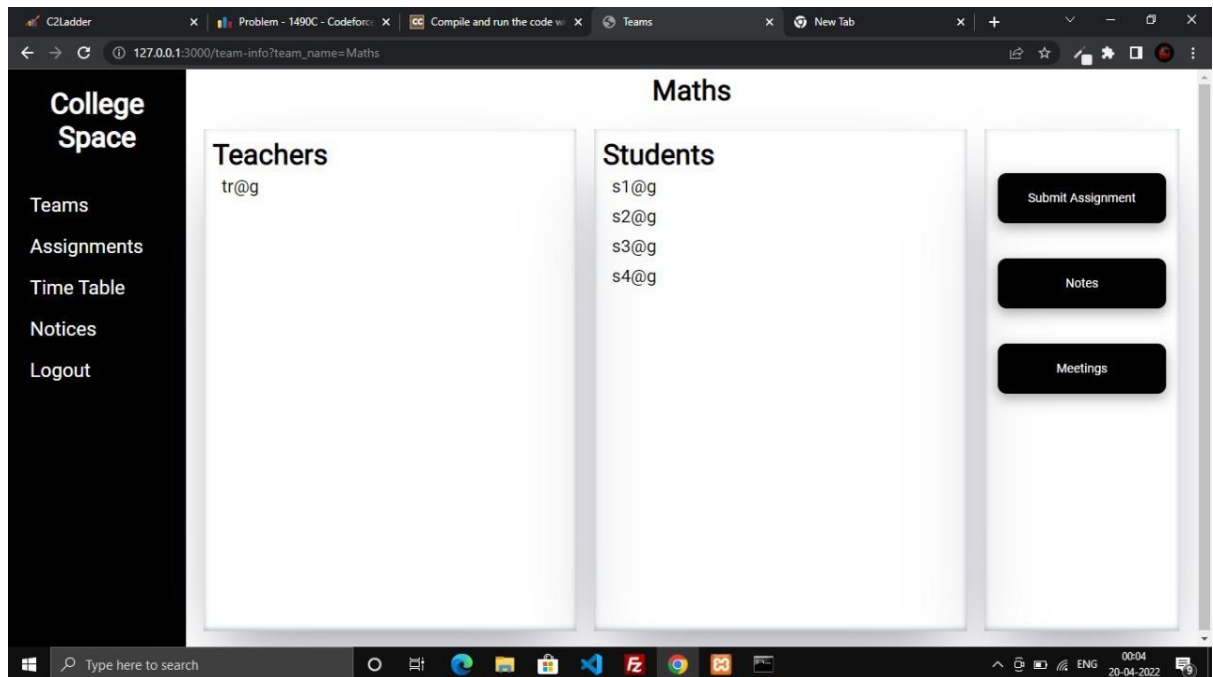 C2Ladder
Problem - 1490C - Codeforce
Compile and run the code wi
Teams
New Tab
127.0.0.1:3000/team-info?team_name=Maths
College
Space
Teams
Assignments
Time Table
Notices
Logout
Maths
Teachers
tr@g
Students
s1@g
s2@g
s3@g
s4@g
Submit Assignment
Notes
Meetings
Type here to search
ENG
00:04
20-04-2022